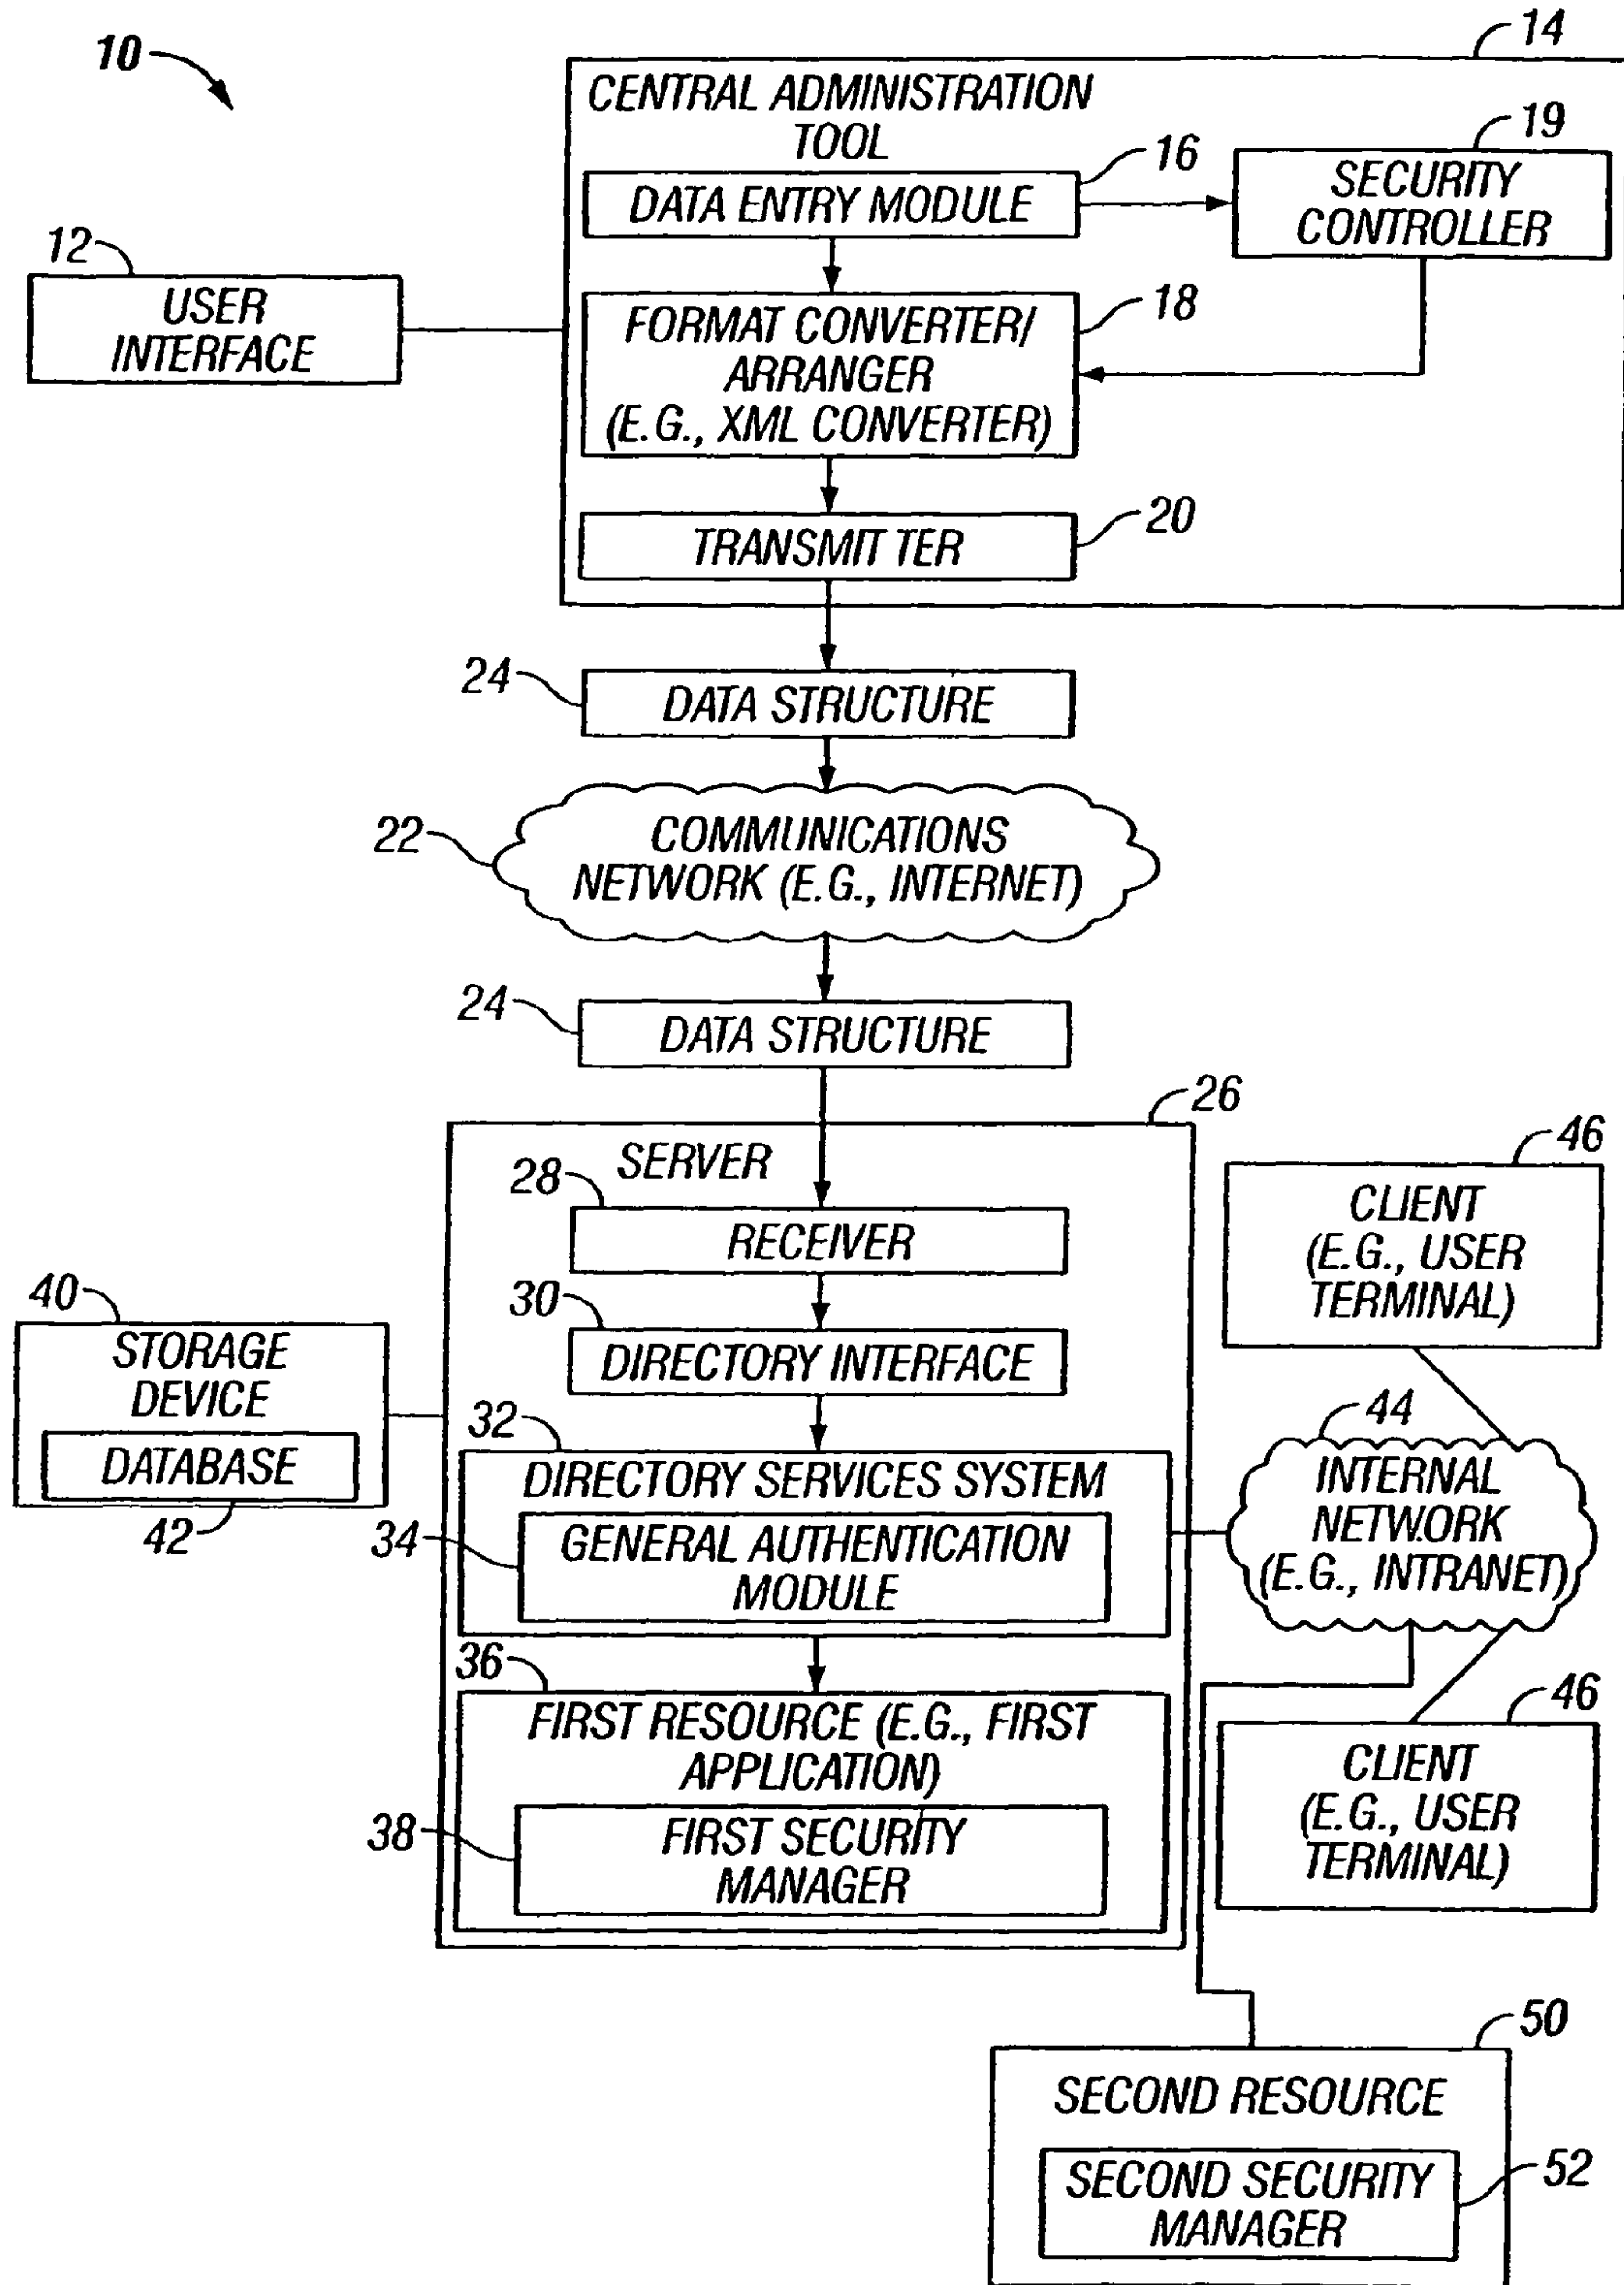 10
14
CENTRAL ADMINISTRATION
TOOL
16
DATA ENTRY MODULE
19
SECURITY
CONTROLLER
12
USER
INTERFACE
18
FORMAT CONVERTER/
ARRANGER
(E.G., XML CONVERTER)
20
TRANSMITTER
24
DATA STRUCTURE
22
COMMUNICATIONS
NETWORK (E.G., INTERNET)
24
DATA STRUCTURE
26
SERVER
28
RECEIVER
46
CLIENT
(E.G., USER
TERMINAL)
30
DIRECTORY INTERFACE
40
STORAGE
DEVICE
DATABASE
42
32
DIRECTORY SERVICES SYSTEM
34
GENERAL AUTHENTICATION
MODULE
44
INTERNAL
NETWORK
(E.G., INTRANET)
36
FIRST RESOURCE (E.G., FIRST
APPLICATION)
38
FIRST SECURITY
MANAGER
46
CLIENT
(E.G., USER
TERMINAL)
50
SECOND RESOURCE
SECOND SECURITY
MANAGER
52